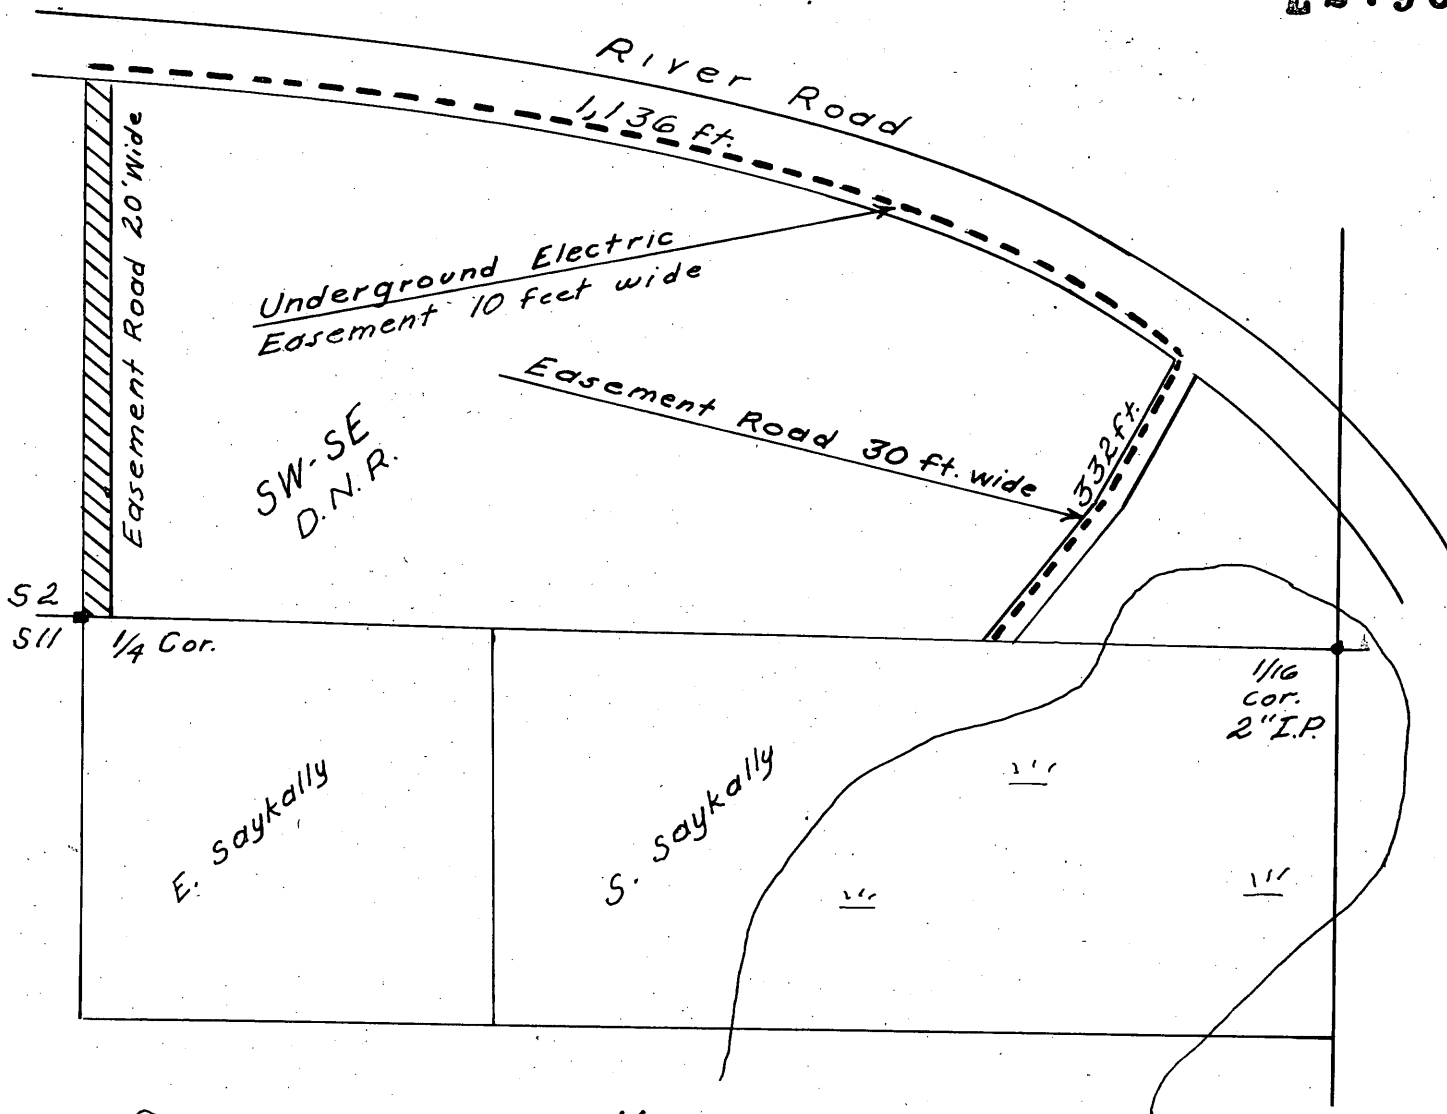 River Road
1,136 ft.
Easement Road 20' Wide
Underground Electric
Easement 10 feet wide
Easement Road 30 ft. wide
332 ft.
SW-SE
D.N.R.
S2
S11
1/4 Cor.
1/16
Cor.
2" I.P.
E. Saykally
S. Saykally